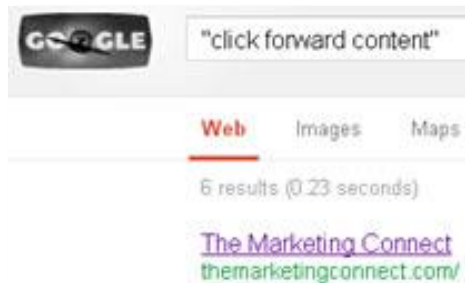 GOOGLE
"click forward content"
Web Images Maps
6 results (0.23 seconds)
The Marketing Connect
themarketingconnect.com/